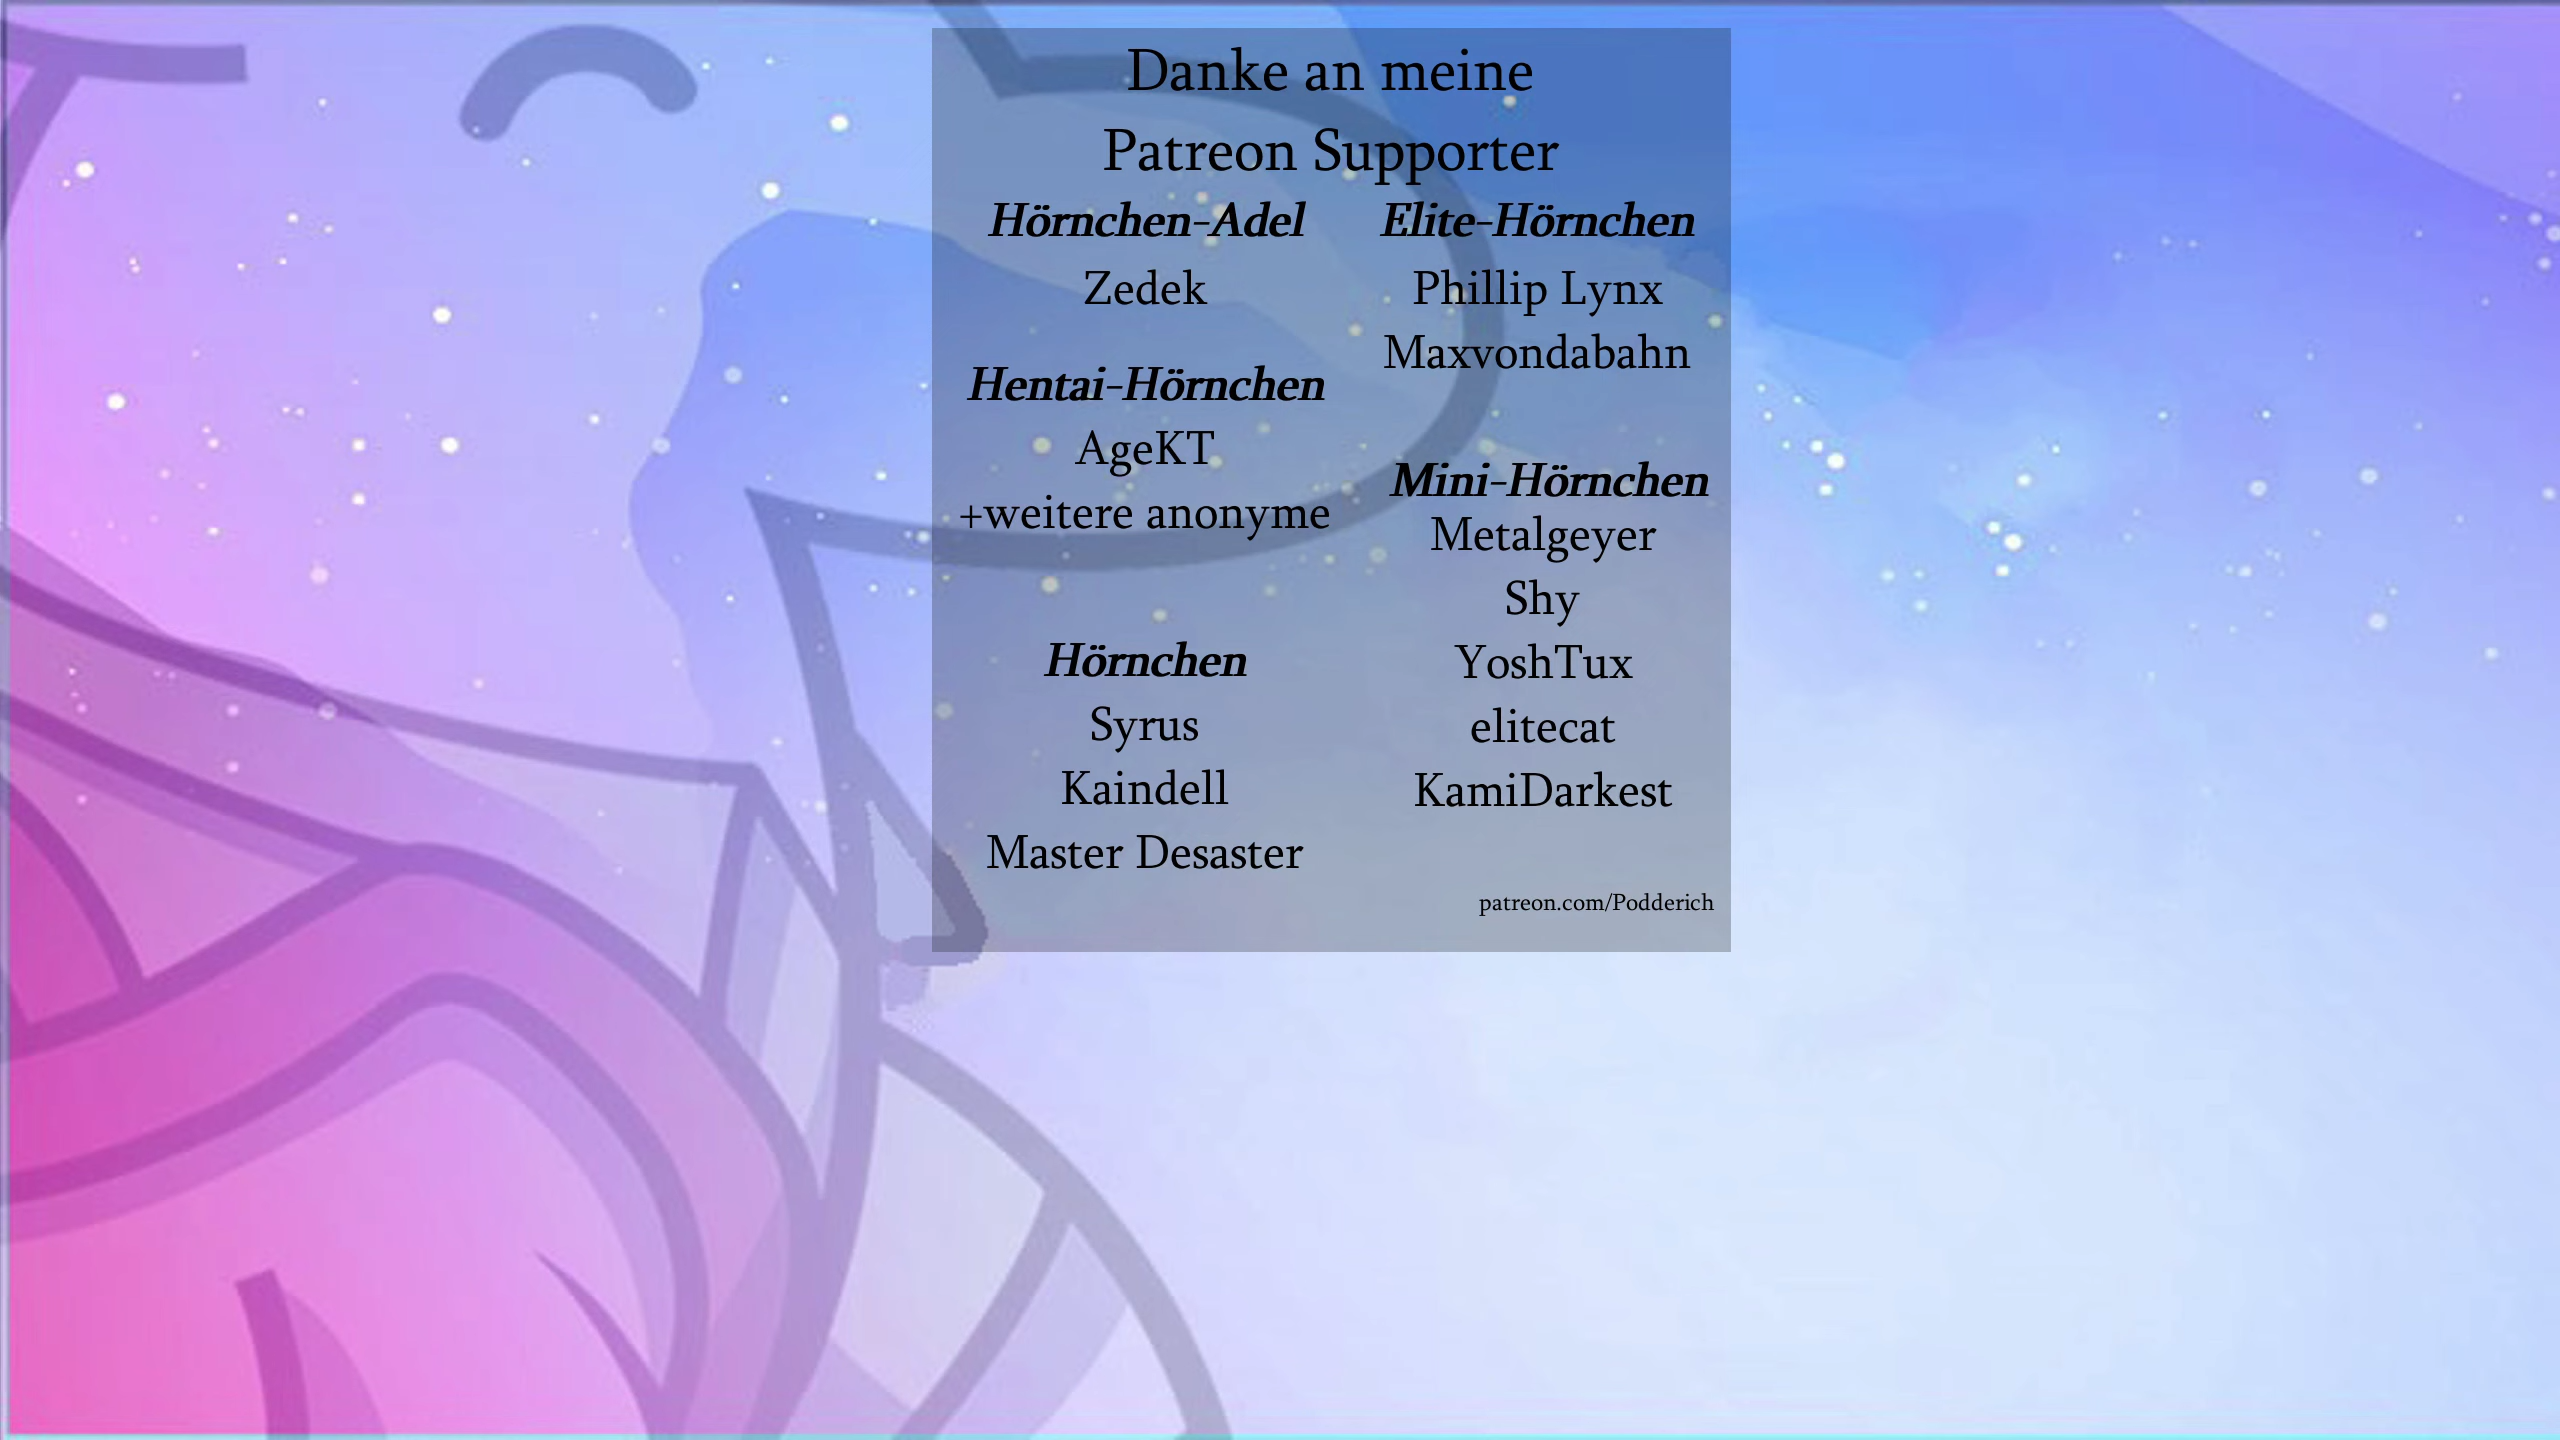 Danke an meine
Patreon Supporter
Hörnchen-Adel
Zedek
Hentai-Hörnchen
AgeKT
+weitere anonyme
Hörnchen
Syrus
Kaindell
Master Desaster
Elite-Hörnchen
Phillip Lynx
Maxvondabahn
Mini-Hörnchen
Metalgeyer
Shy
YoshTux
elitecat
KamiDarkest
patreon.com/Podderich